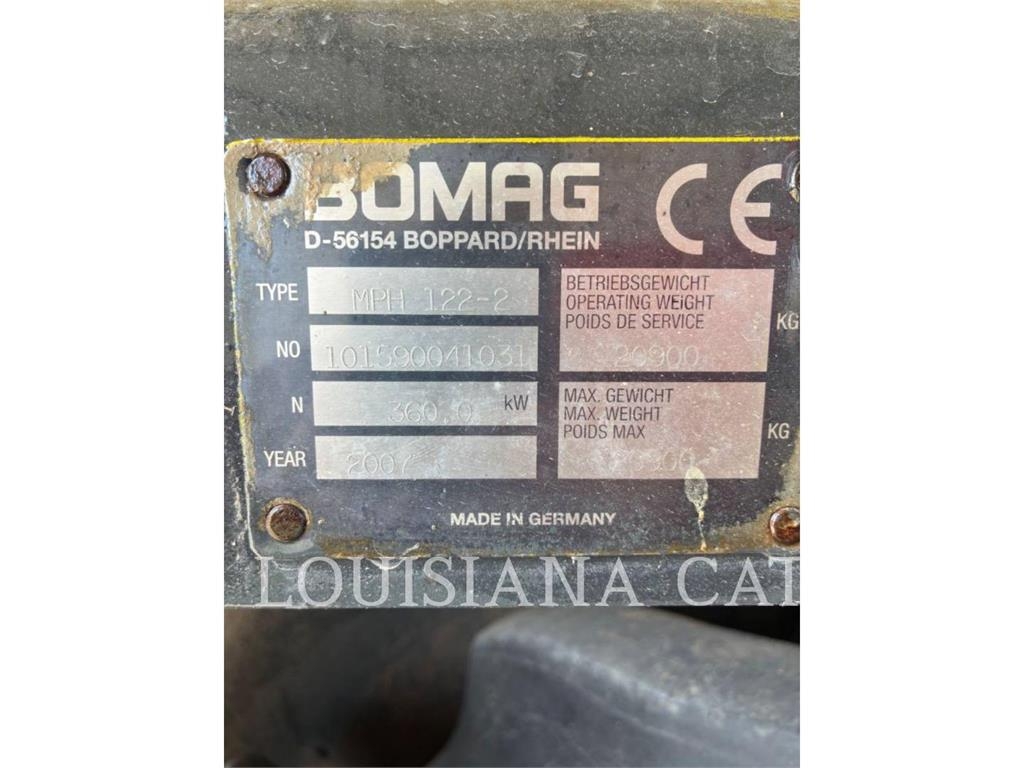 BOMAG
CE
D-56154 BOPPARD/RHEIN
TYPE MPH 122-2
NO 101590041031
N 360.0 kW
YEAR 2007
BETRIEBSGEWICHT
OPERATING WEIGHT
POIDS DE SERVICE KG
20900
MAX. GEWICHT
MAX. WEIGHT
POIDS MAX KG
MADE IN GERMANY
LOUISIANA CAT